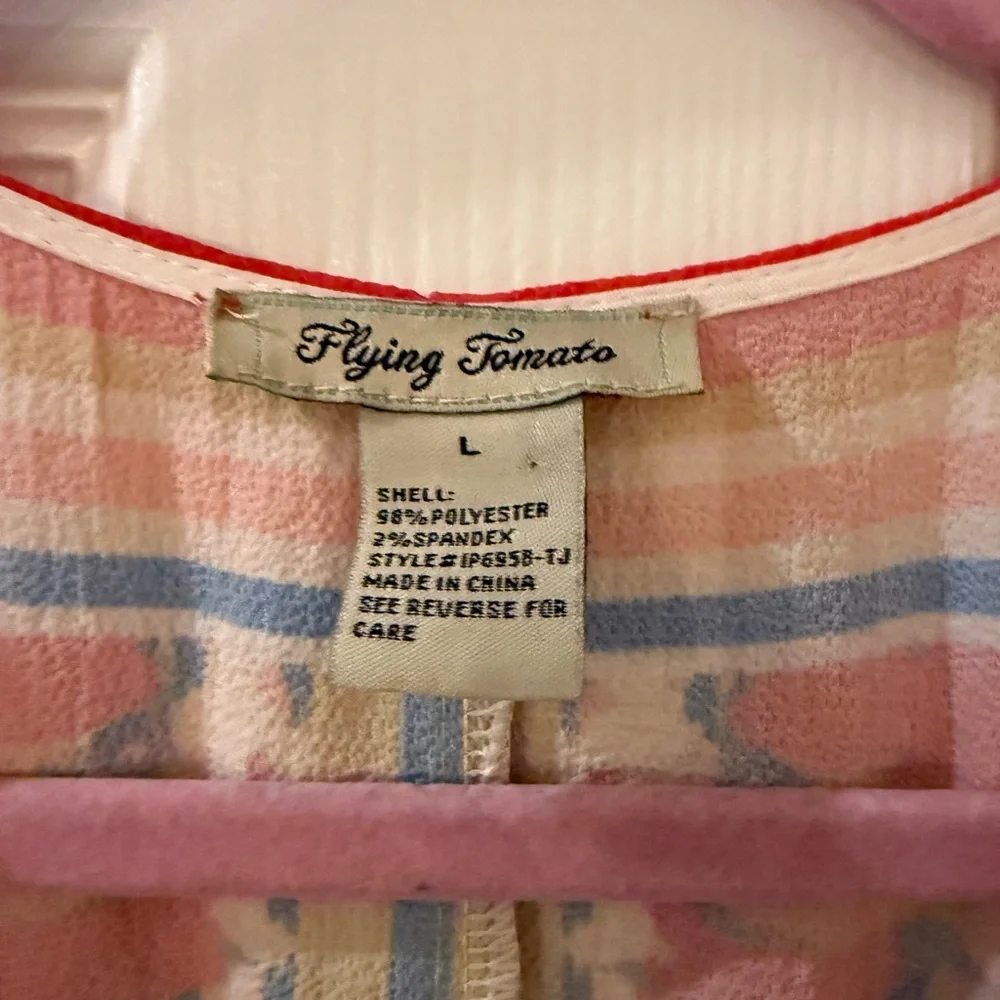 Flying Tomato
L
SHELL:
98%POLYESTER
2%SPANDEX
STYLE#IP6958-TJ
MADE IN CHINA
SEE REVERSE FOR
CARE